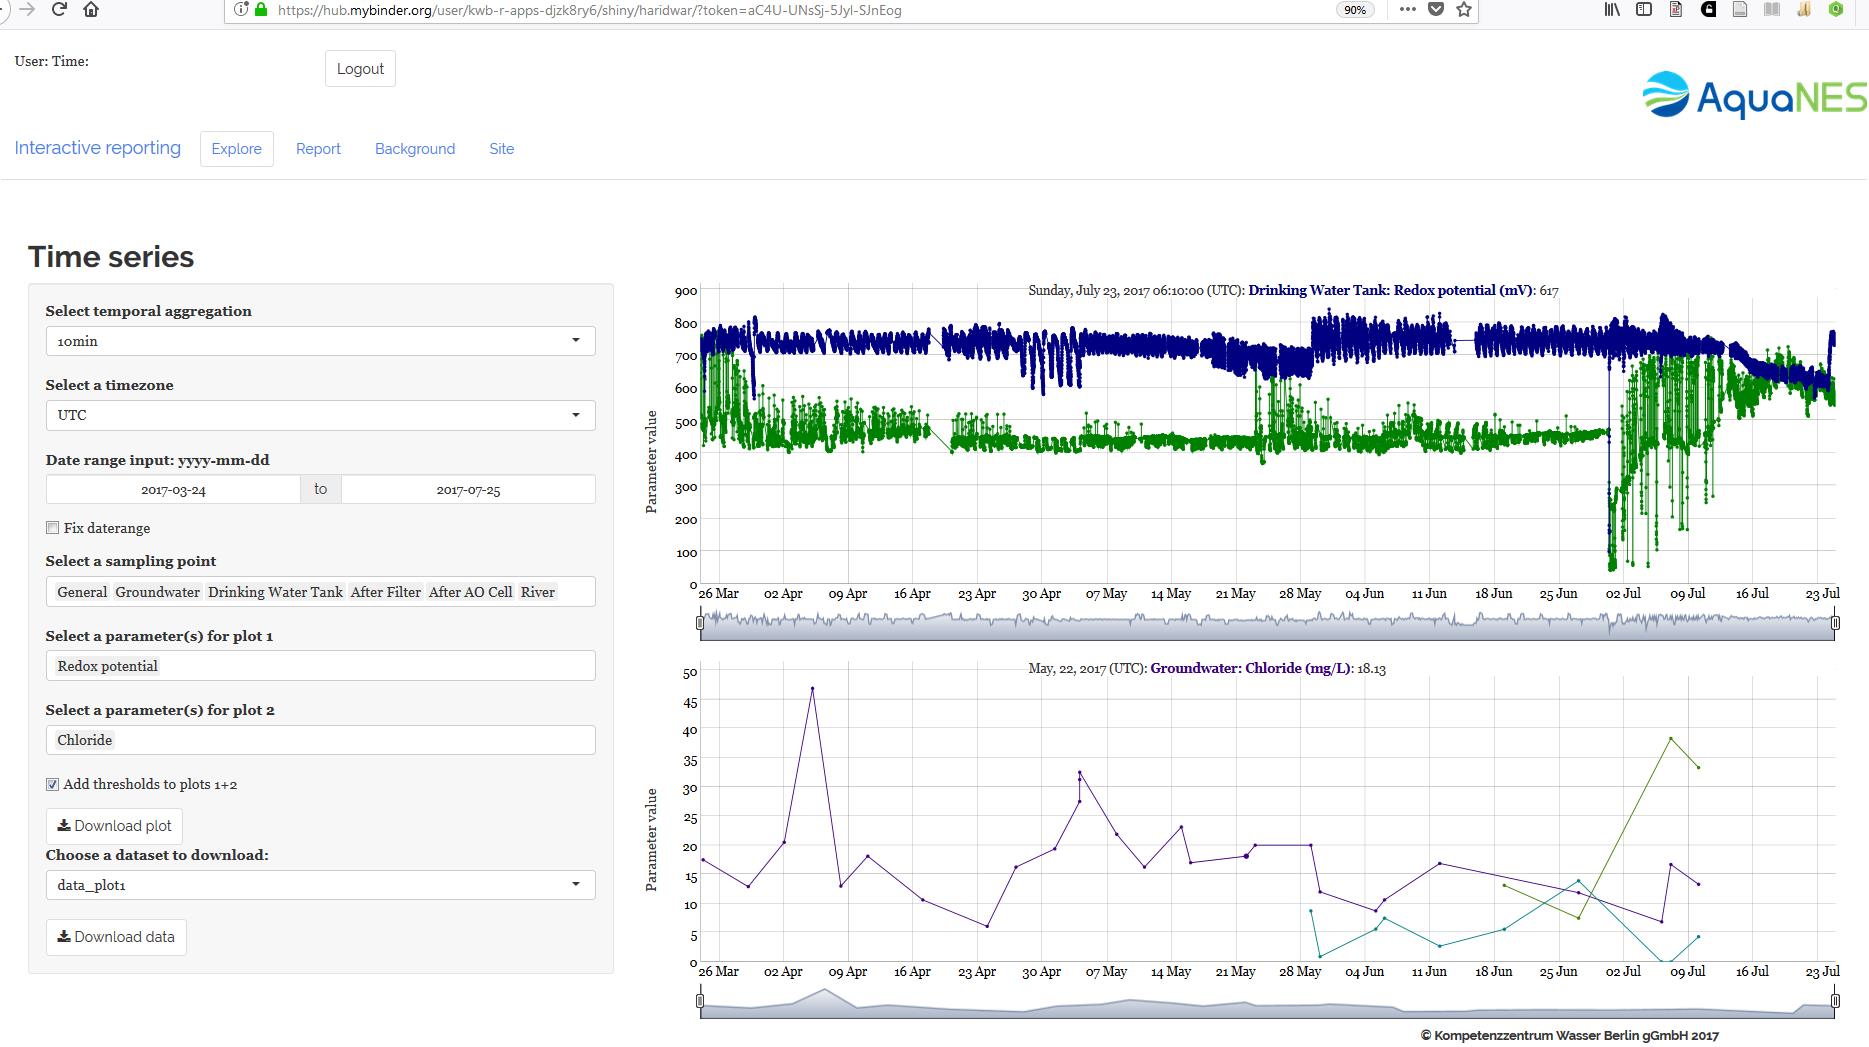 https://hub.mybinder.org/user/kwb-r-apps-djzk8ry6/shiny/haridwar/?token=aC4U-UNsSj-5Jyl-SJnEog
90%
User: Time:
Logout
AquaNES
Interactive reporting Explore Report Background Site
Time series
Select temporal aggregation
10min
Select a timezone
UTC
Date range input: yyyy-mm-dd
2017-03-24 to 2017-07-25
Fix daterange
Select a sampling point
General Groundwater Drinking Water Tank After Filter After AO Cell River
Select a parameter(s) for plot 1
Redox potential
Select a parameter(s) for plot 2
Chloride
Add thresholds to plots 1+2
Download plot
Choose a dataset to download:
data_plot1
Download data
Sunday, July 23, 2017 06:10:00 (UTC): Drinking Water Tank: Redox potential (mV): 617
Parameter value
900
800
700
600
500
400
300
200
100
0
26 Mar 02 Apr 09 Apr 16 Apr 23 Apr 30 Apr 07 May 14 May 21 May 28 May 04 Jun 11 Jun 18 Jun 25 Jun 02 Jul 09 Jul 16 Jul 23 Jul
May, 22, 2017 (UTC): Groundwater: Chloride (mg/L): 18.13
Parameter value
50
45
40
35
30
25
20
15
10
5
0
26 Mar 02 Apr 09 Apr 16 Apr 23 Apr 30 Apr 07 May 14 May 21 May 28 May 04 Jun 11 Jun 18 Jun 25 Jun 02 Jul 09 Jul 16 Jul 23 Jul
© Kompetenzzentrum Wasser Berlin gGmbH 2017